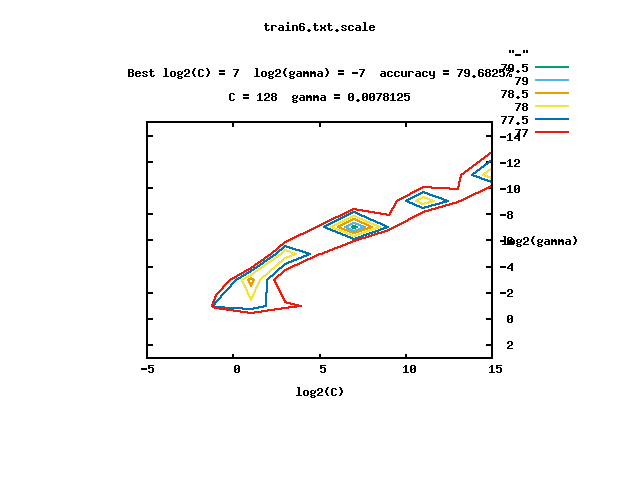 train6.txt.scale
"-"
Best log2(C) = 7  log2(gamma) = -7  accuracy = 79.6825%
79.5
79
78.5
78
77.5
77
C = 128  gamma = 0.0078125
-14
-12
-10
-8
-6
log2(gamma)
-4
-2
0
2
-5 0 5 10 15
log2(C)